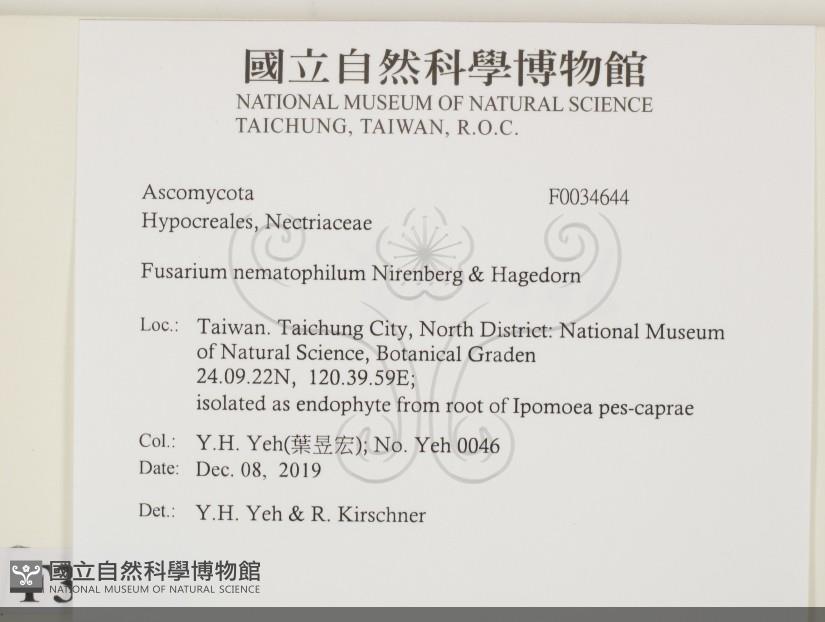 國立自然科學博物館
NATIONAL MUSEUM OF NATURAL SCIENCE
TAICHUNG, TAIWAN, R.O.C.
Ascomycota F0034644
Hypocreales, Nectriaceae
Fusarium nematophilum Nirenberg & Hagedorn
Loc.: Taiwan. Taichung City, North District: National Museum
of Natural Science, Botanical Graden
24.09.22N, 120.39.59E;
isolated as endophyte from root of Ipomoea pes-caprae
Col.: Y.H. Yeh(葉昱宏); No. Yeh 0046
Date: Dec. 08, 2019
Det.: Y.H. Yeh & R. Kirschner
國立自然科學博物館
NATIONAL MUSEUM OF NATURAL SCIENCE